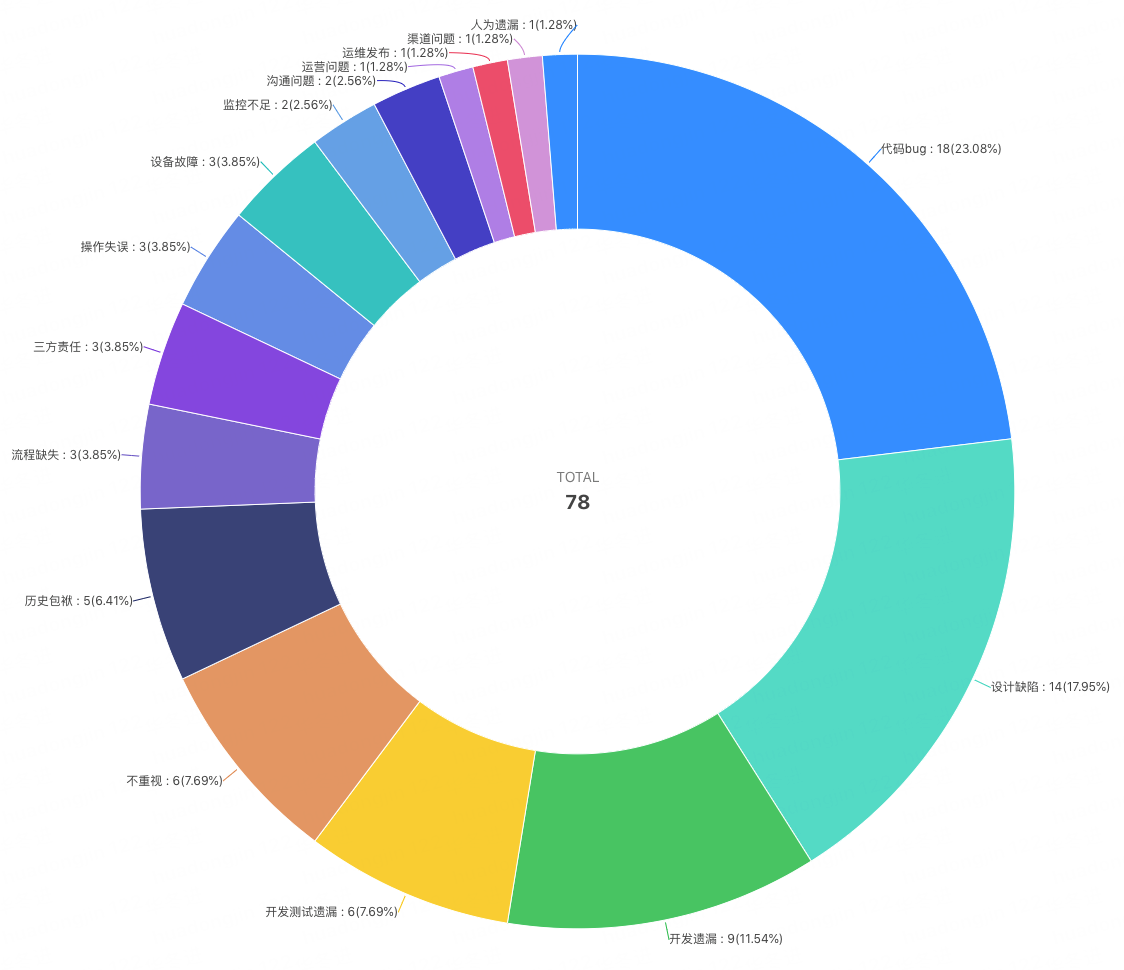 人为遗漏 : 1(1.28%)
渠道问题 : 1(1.28%)
运维发布 : 1(1.28%)
运营问题 : 1(1.28%)
沟通问题 : 2(2.56%)
监控不足 : 2(2.56%)
代码bug : 18(23.08%)
设备故障 : 3(3.85%)
操作失误 : 3(3.85%)
三方责任 : 3(3.85%)
流程缺失 : 3(3.85%)
TOTAL
78
历史包袱 : 5(6.41%)
设计缺陷 : 14(17.95%)
不重视 : 6(7.69%)
开发测试遗漏 : 6(7.69%)
开发遗漏 : 9(11.54%)